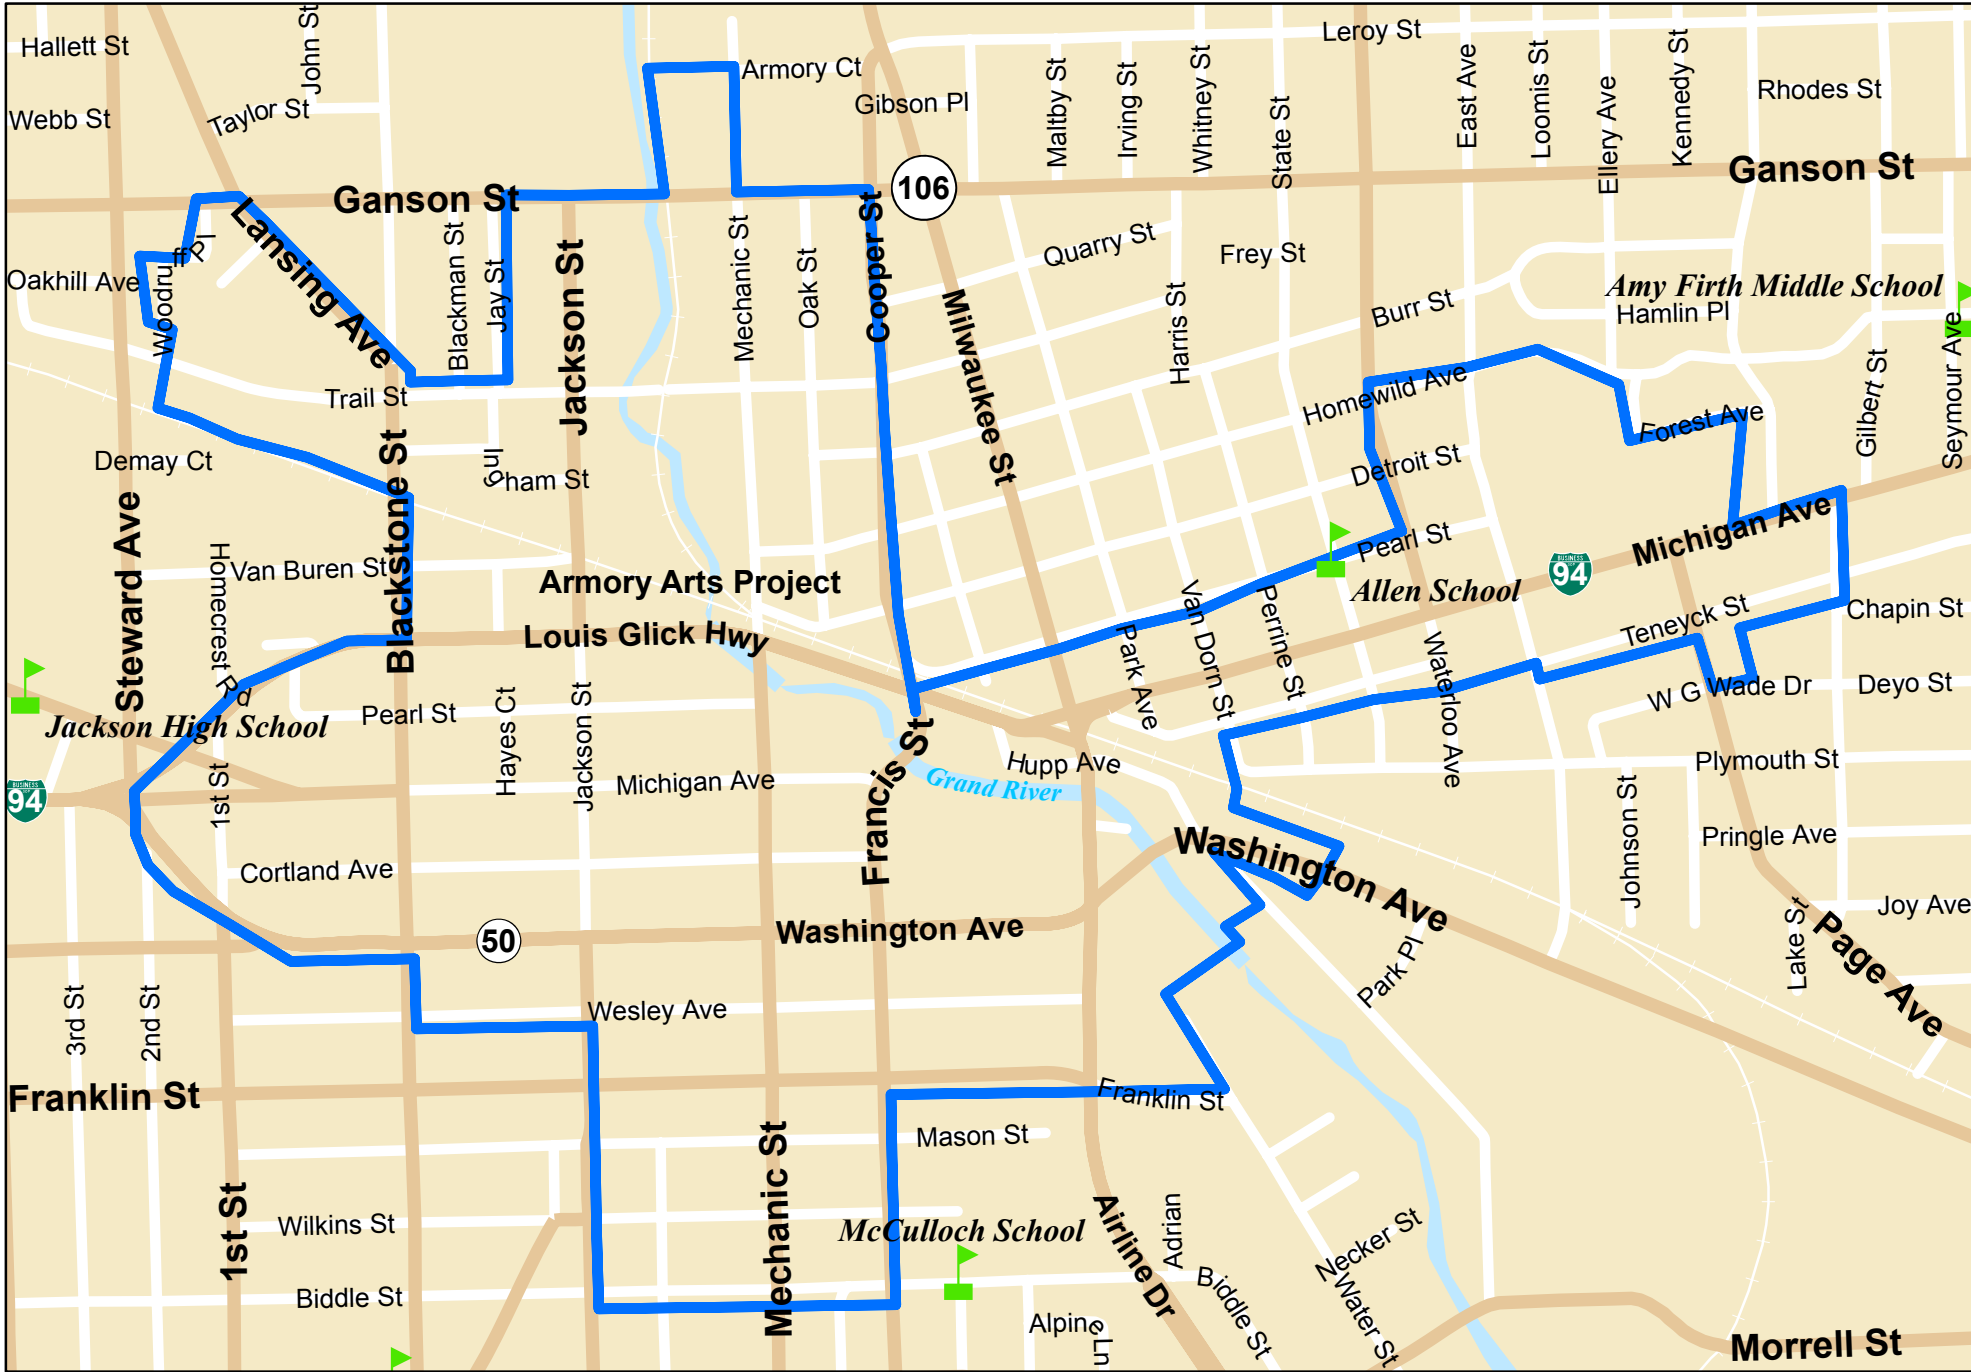 Hallett St
John St
Leroy St
Armory Ct
Gibson Pl
Maltby St
Irving St
Whitney St
State St
East Ave
Loomis St
Ellery Ave
Kennedy St
Rhodes St
Webb St
Taylor St
Ganson St
106
Ganson St
Lansing Ave
Woodruff Pl
Oakhill Ave
Blackman St
Jay St
Jackson St
Mechanic St
Oak St
Cooper St
Milwaukee St
Quarry St
Harris St
Frey St
Burr St
Amy Firth Middle School
Hamlin Pl
Gilbert St
Seymour Ave
Trail St
Homewild Ave
Forest Ave
Demay Ct
Ingham St
Detroit St
Steward Ave
Blackstone St
Homecrest Rd
Van Buren St
Armory Arts Project
Louis Glick Hwy
Pearl St
Allen School
BUSINESS
94
Michigan Ave
Park Ave
Van Dorn St
Perrine St
Waterloo Ave
Teneyck St
Chapin St
W G Wade Dr
Deyo St
Jackson High School
Pearl St
Hayes Ct
Jackson St
Michigan Ave
Francis St
Grand River
Hupp Ave
Plymouth St
BUSINESS
94
1st St
Johnson St
Pringle Ave
Cortland Ave
Washington Ave
Washington Ave
50
Park Pl
Lake St
Page Ave
Joy Ave
3rd St
2nd St
Wesley Ave
Franklin St
Franklin St
Mason St
1st St
Wilkins St
Mechanic St
McCulloch School
Airline Dr
Adrian
Necker St
Biddle St
Biddle St
Water St
Alpine Ln
Morrell St